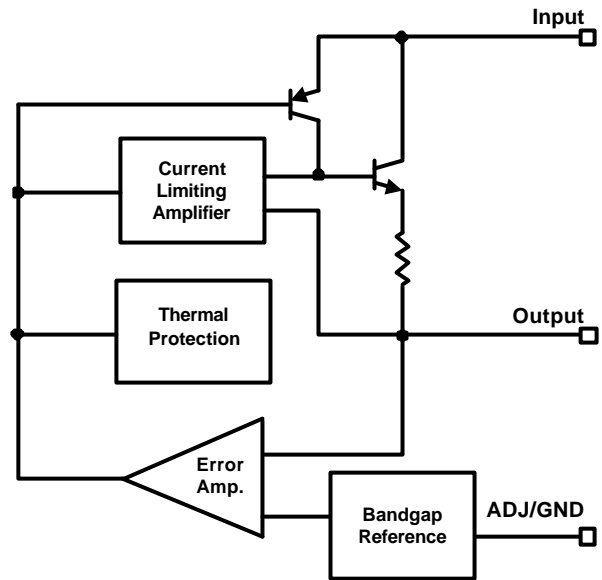 Input
Current
Limiting
Amplifier
Thermal
Protection
Output
Error
Amp.
Bandgap
Reference
ADJ/GND